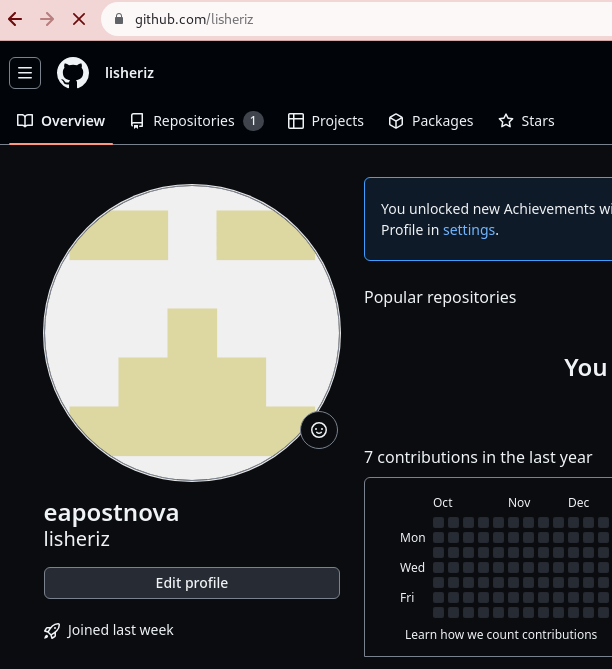 github.com/lisheriz
lisheriz
Overview Repositories 1 Projects Packages Stars
You unlocked new Achievements wi
Profile in settings.
Popular repositories
You
7 contributions in the last year
Oct Nov Dec
Mon
Wed
Fri
Learn how we count contributions
eapostnova
lisheriz
Edit profile
Joined last week